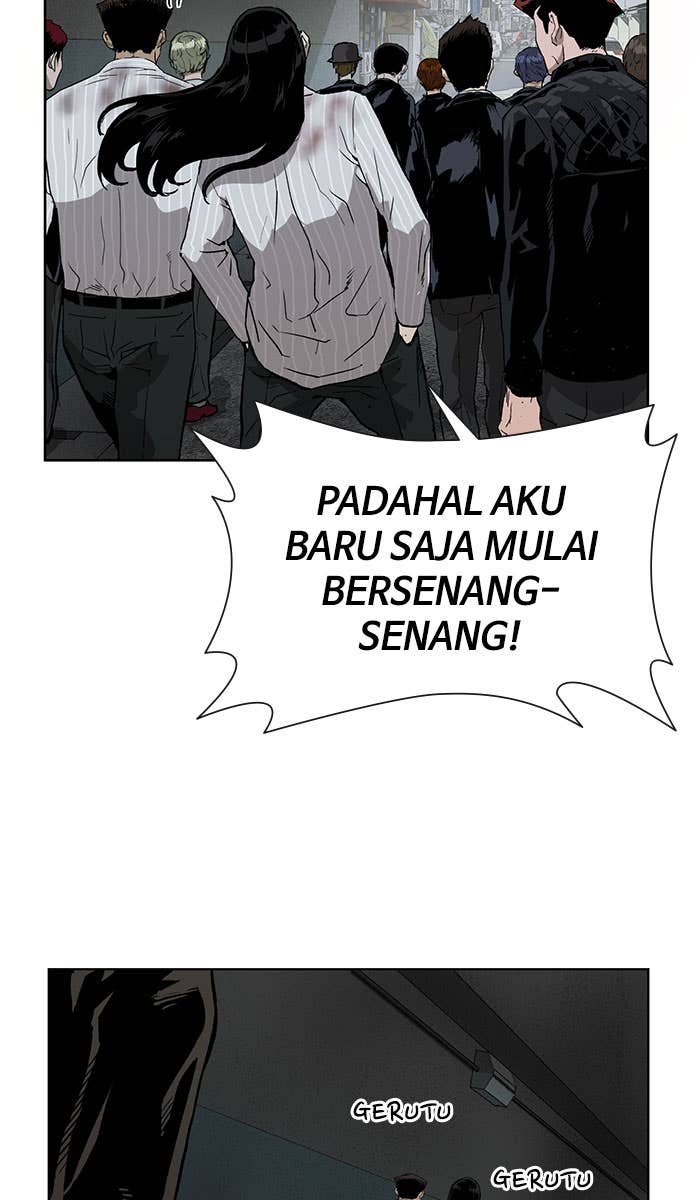 PADAHAL AKU
BARU SAJA MULAI
BERSENANG-
SENANG!
GERUTU
GERUTU